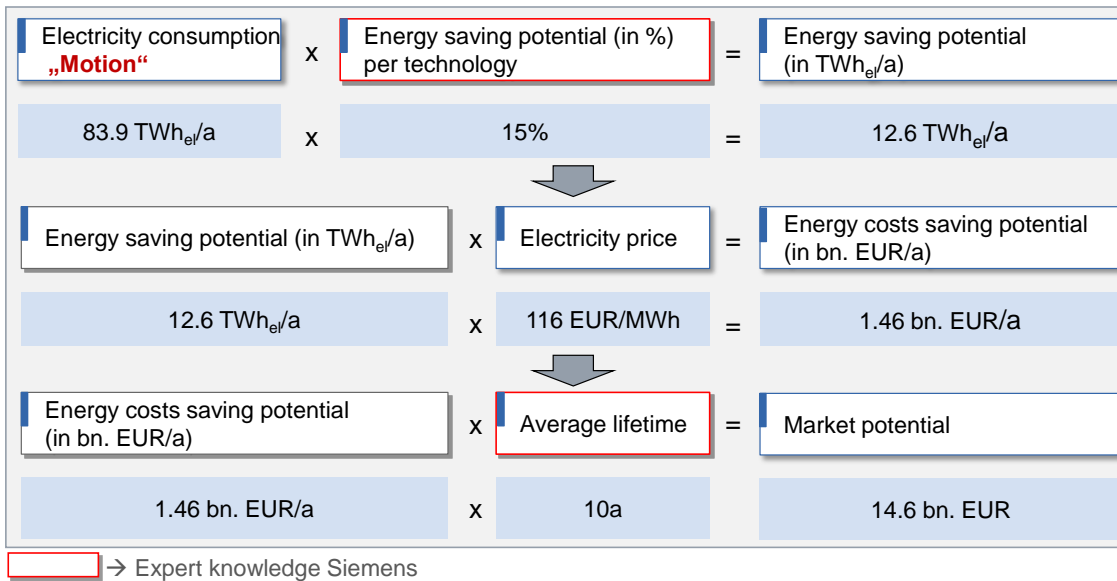 Electricity consumption
„Motion“
x
Energy saving potential (in %)
per technology
=
Energy saving potential
(in TWhel/a)
83.9 TWhel/a
x
15%
=
12.6 TWhel/a
Energy saving potential (in TWhel/a)
x
Electricity price
=
Energy costs saving potential
(in bn. EUR/a)
12.6 TWhel/a
x
116 EUR/MWh
=
1.46 bn. EUR/a
Energy costs saving potential
(in bn. EUR/a)
x
Average lifetime
=
Market potential
1.46 bn. EUR/a
x
10a
14.6 bn. EUR
→ Expert knowledge Siemens